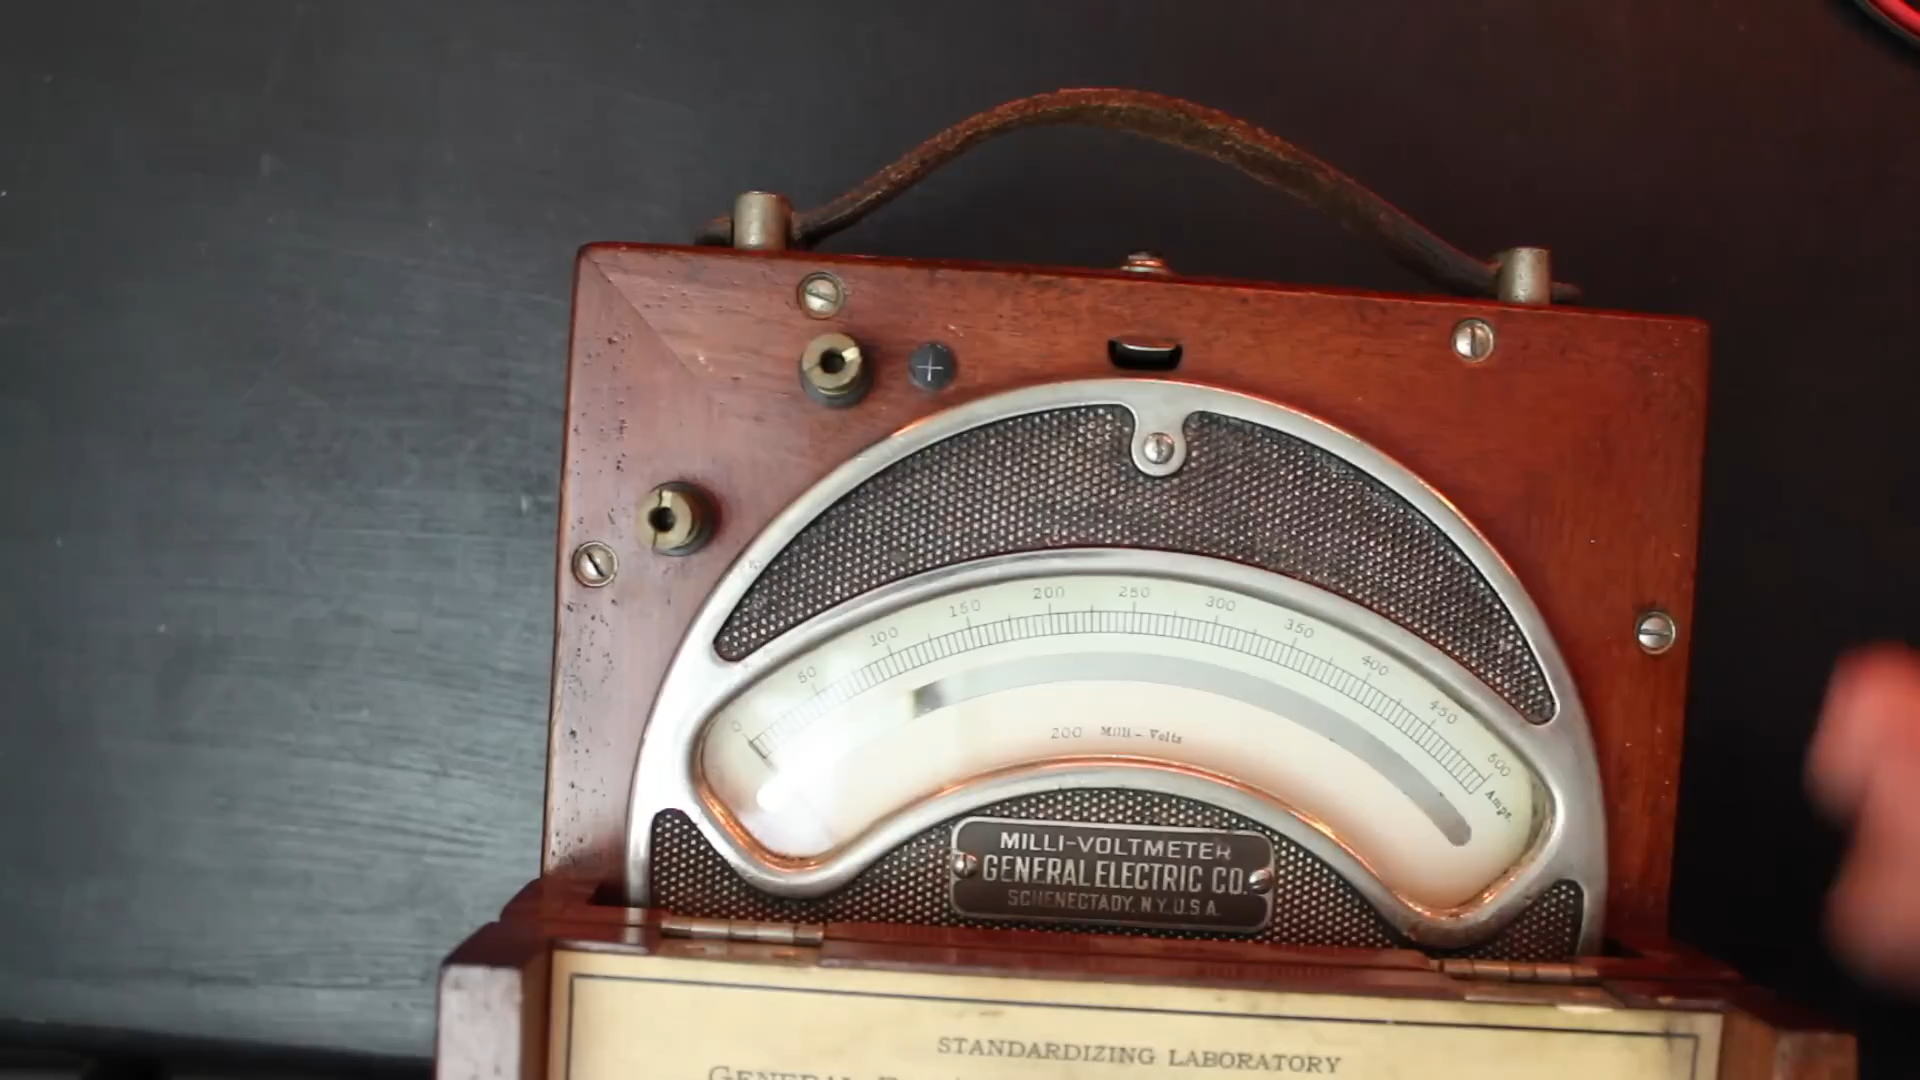 +
0 50 100 150 200 250 300 350 400 450 500
Amps.
200 Milli-Volts
MILLI-VOLTMETER
GENERAL ELECTRIC CO.
SCHENECTADY, N.Y. U.S.A.
STANDARDIZING LABORATORY
GENERAL